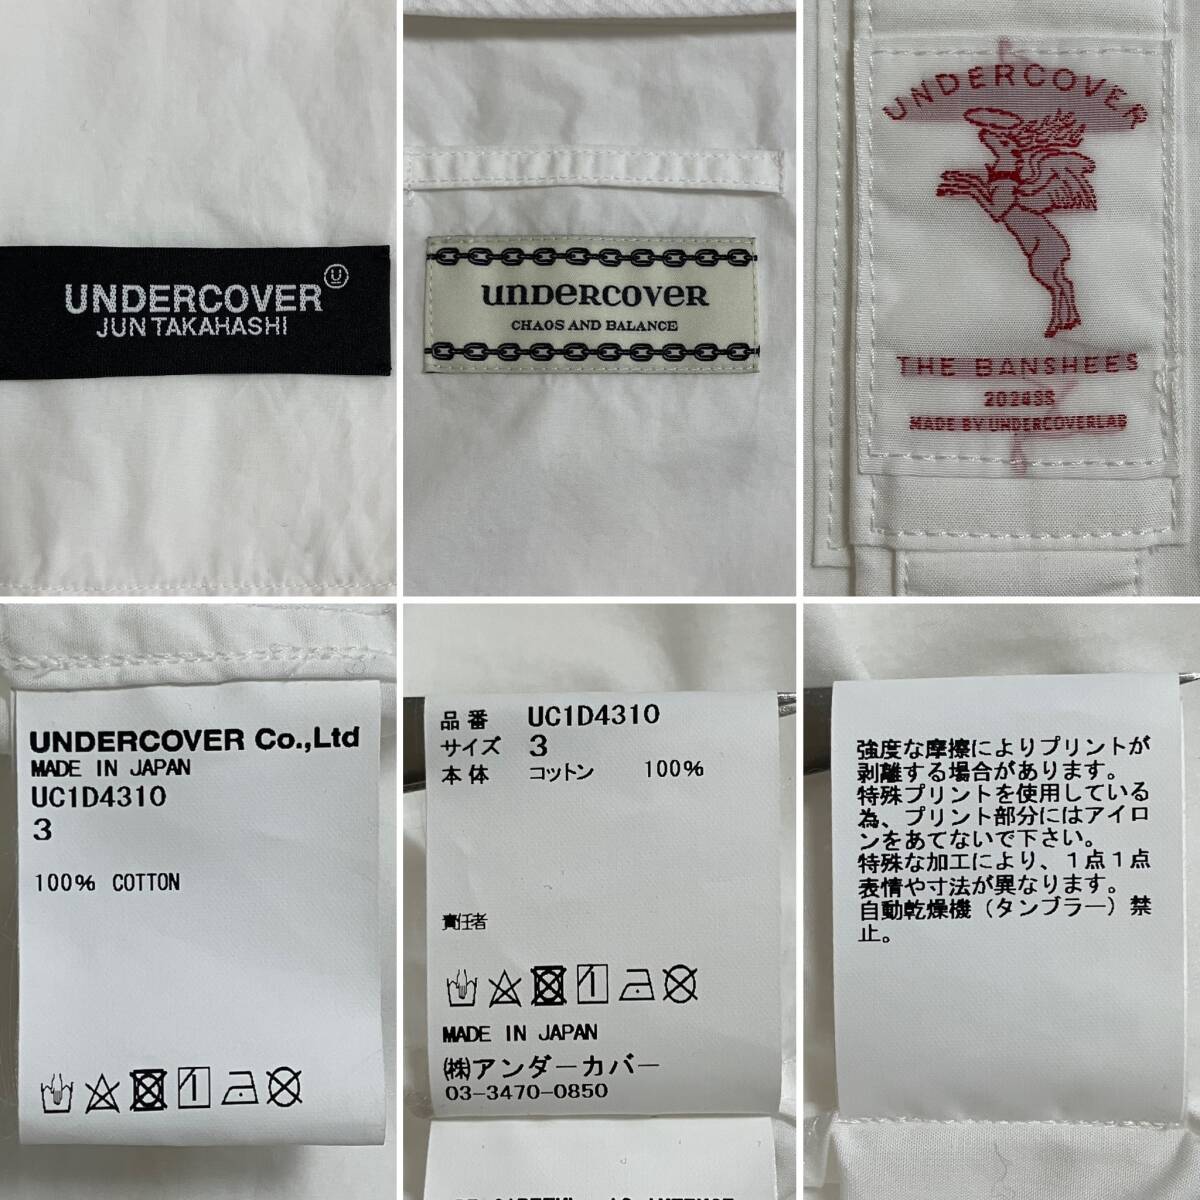 UNDERCOVER
JUN TAKAHASHI
UNDERCOVER
CHAOS AND BALANCE
UNDERCOVER
THE BANSHEES
2024SS
MADE BY UNDERCOVERLAB
UNDERCOVER Co.,Ltd
MADE IN JAPAN
UC1D4310
3
100% COTTON
品番 UC1D4310
サイズ 3
本体 コットン 100%
責任者
MADE IN JAPAN
㈱アンダーカバー
03-3470-0850
強度な摩擦によりプリントが
剥離する場合があります。
特殊プリントを使用している
為、プリント部分にはアイロ
ンをあてないで下さい。
特殊な加工により、1点1点
表情や寸法が異なります。
自動乾燥機(タンブラー)禁
止。